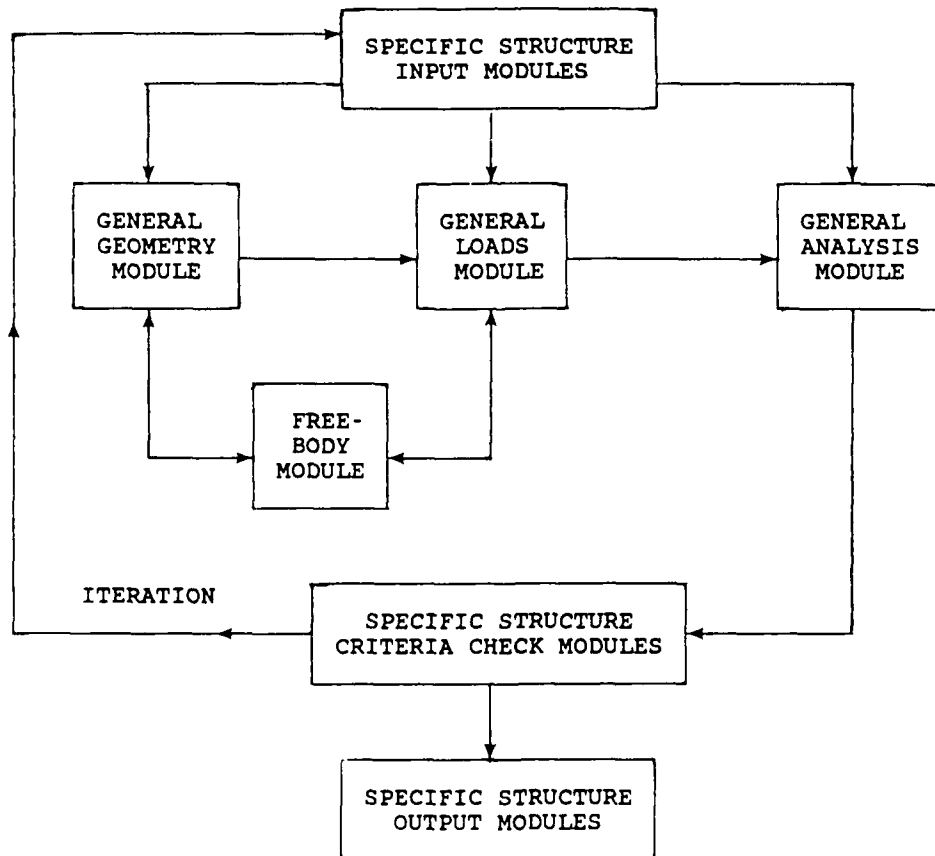 SPECIFIC STRUCTURE
INPUT MODULES
GENERAL
GEOMETRY
MODULE
GENERAL
LOADS
MODULE
GENERAL
ANALYSIS
MODULE
FREE-
BODY
MODULE
ITERATION
SPECIFIC STRUCTURE
CRITERIA CHECK MODULES
SPECIFIC STRUCTURE
OUTPUT MODULES